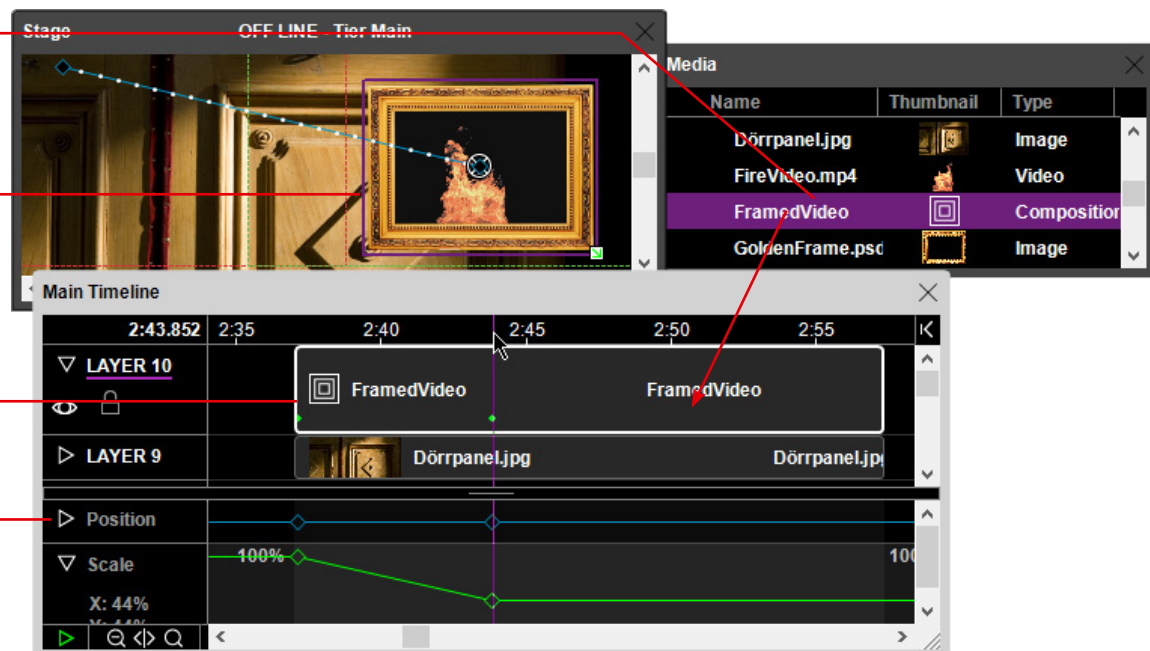 Stage OFF LINE - Tier Main
Media
Name Thumbnail Type
Dörrpanel.jpg Image
FireVideo.mp4 Video
FramedVideo Composition
GoldenFrame.psd Image
Main Timeline
2:43.852 2:35 2:40 2:45 2:50 2:55
LAYER 10
FramedVideo FramedVideo
LAYER 9 Dörrpanel.jpg Dörrpanel.jpg
Position
Scale 100% 100
X: 44%
Y: 44%